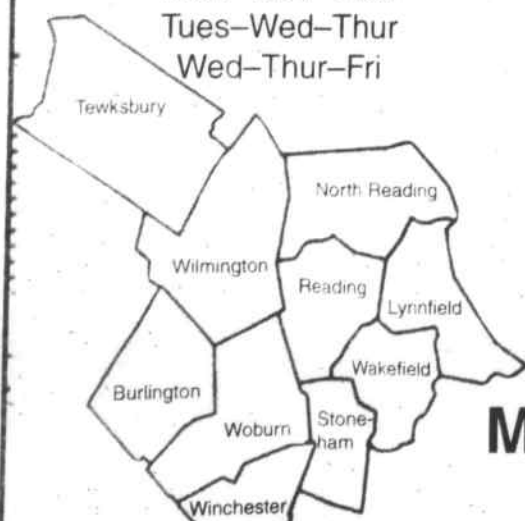 Tues–Wed–Thur
Wed–Thur–Fri
Tewksbury
North Reading
Wilmington
Reading
Lynnfield
Wakefield
Burlington
Woburn
Stone-
ham
M
Winchester